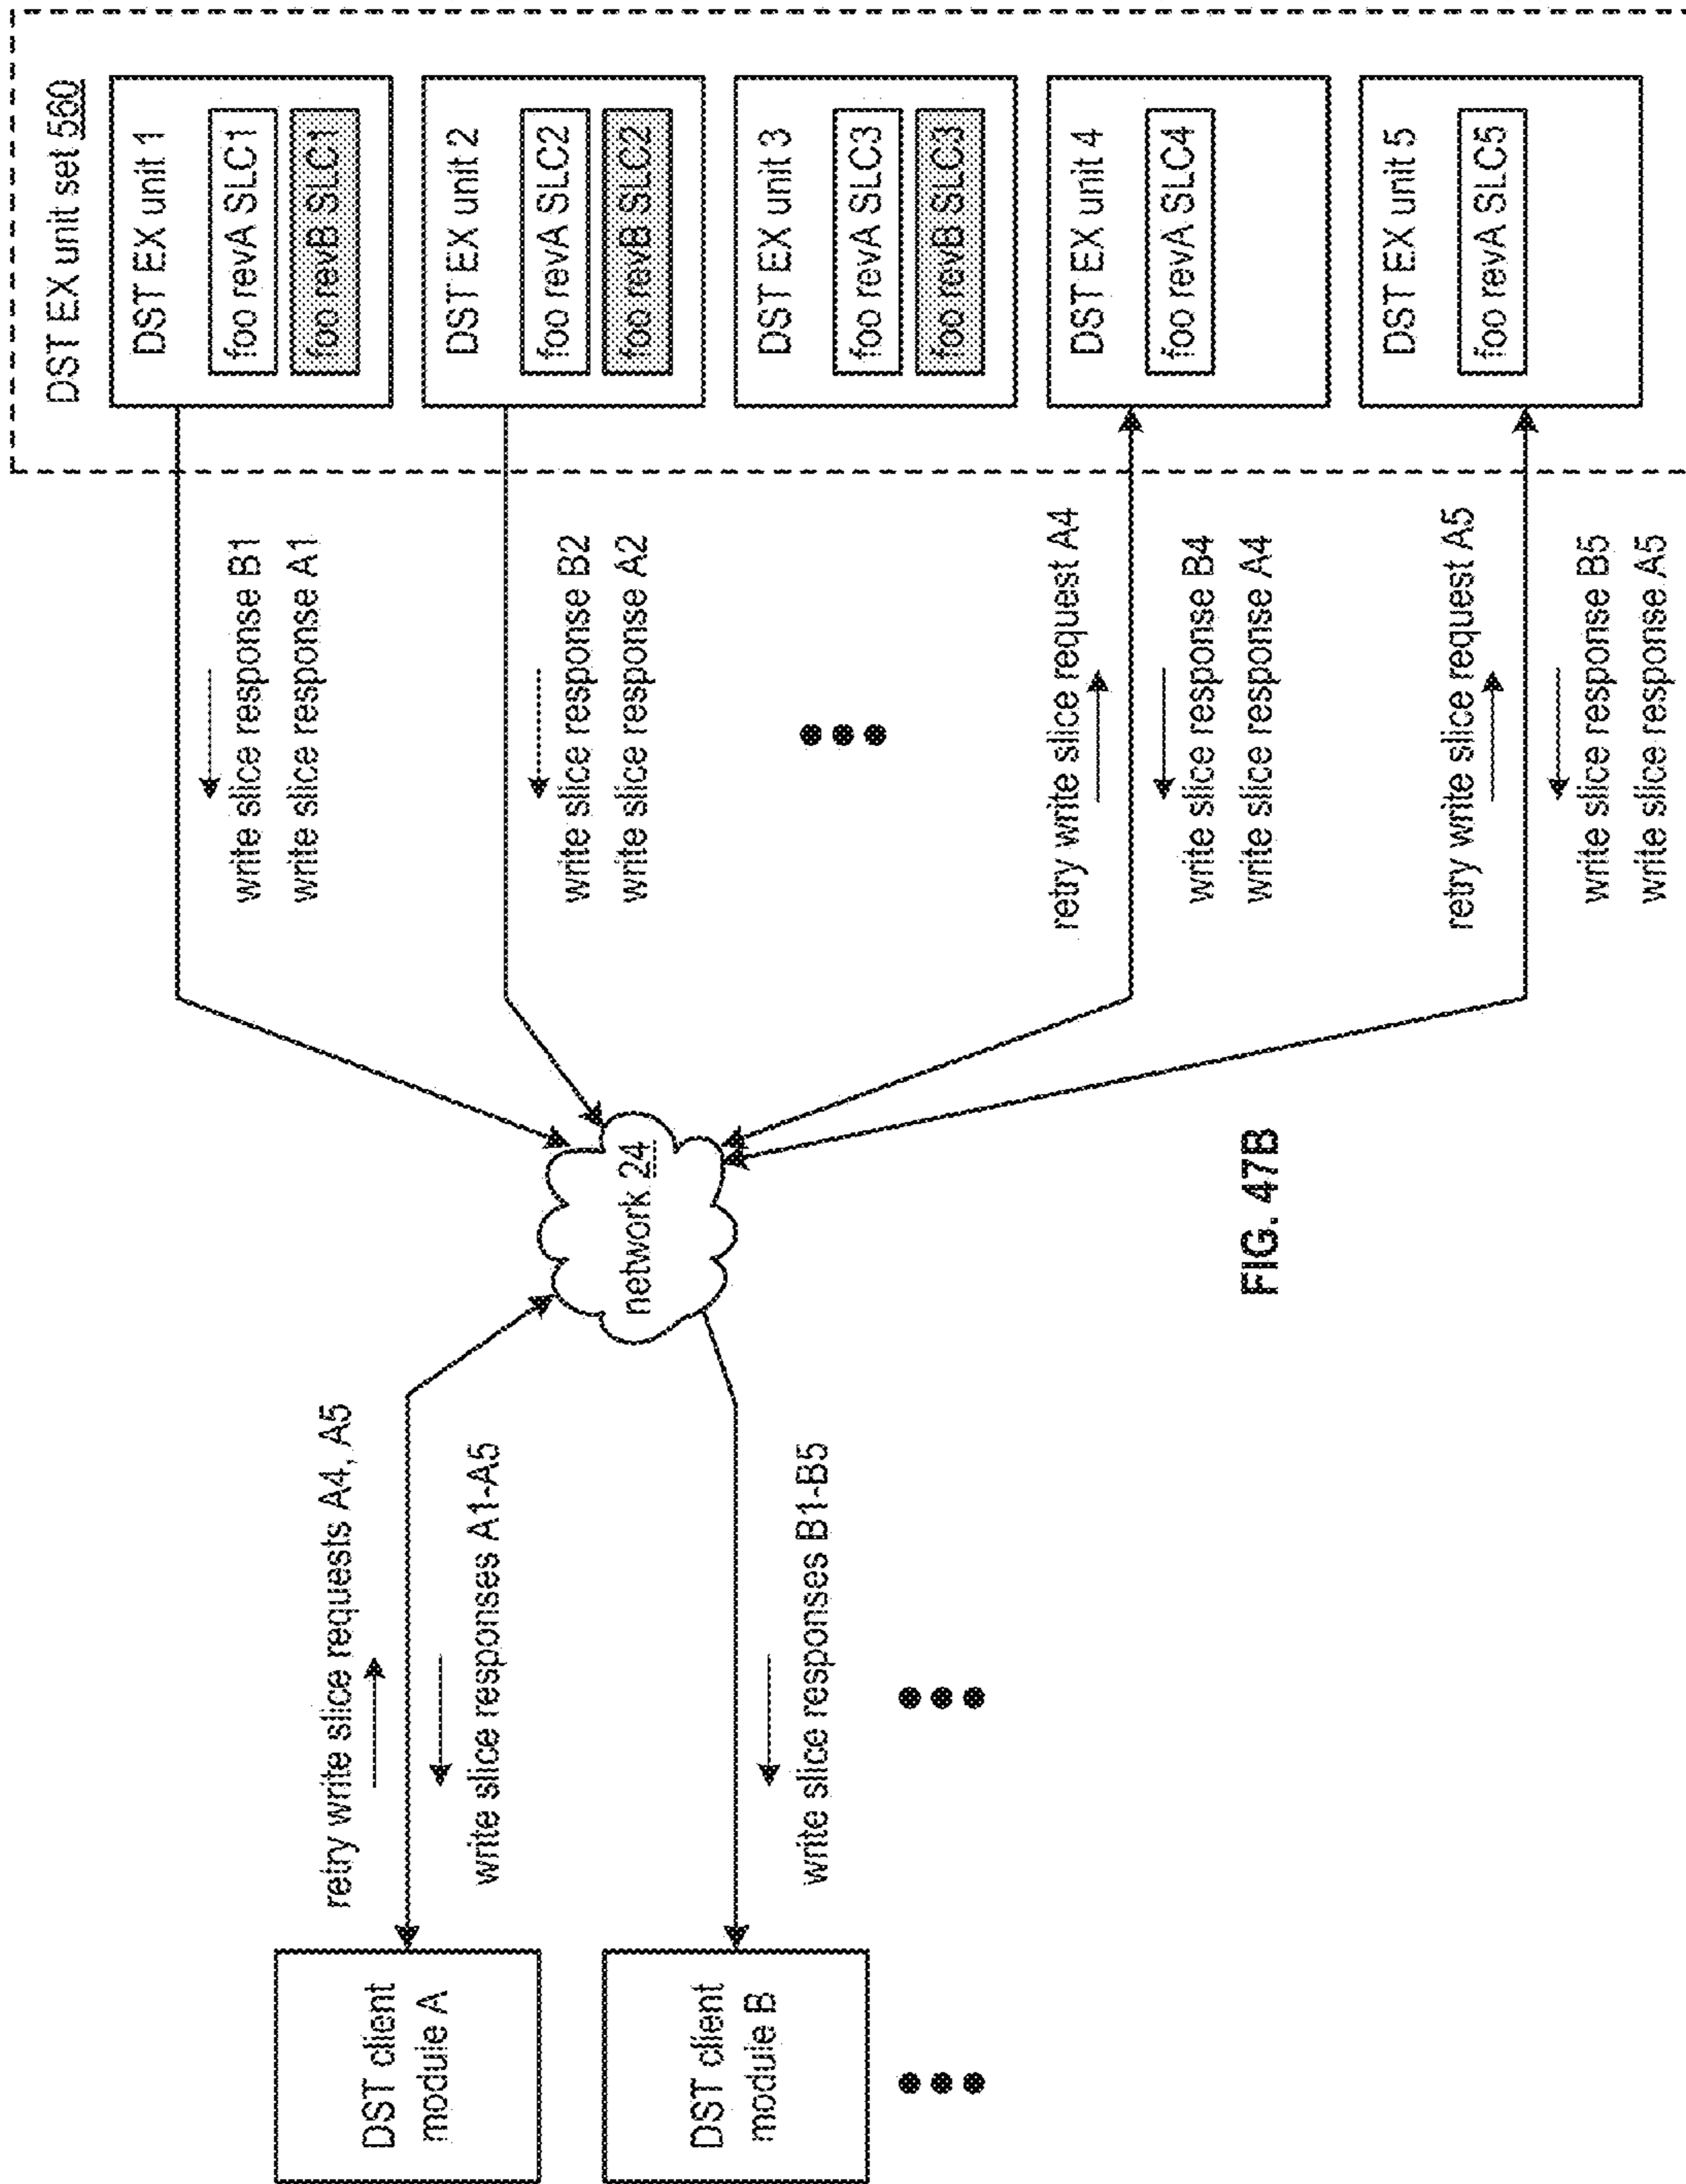 DST EX unit set 560
DST EX unit 1
foo revA SLC1
foo revB SLC1
DST EX unit 2
foo revA SLC2
foo revB SLC2
DST EX unit 3
foo revA SLC3
foo revB SLC3
DST EX unit 4
foo revA SLC4
DST EX unit 5
foo revA SLC5
write slice response B1
write slice response A1
write slice response B2
write slice response A2
retry write slice request A4
write slice response B4
write slice response A4
retry write slice request A5
write slice response B5
write slice response A5
network 24
retry write slice requests A4, A5
write slice responses A1-A5
write slice responses B1-B5
DST client
module A
DST client
module B
FIG. 47B